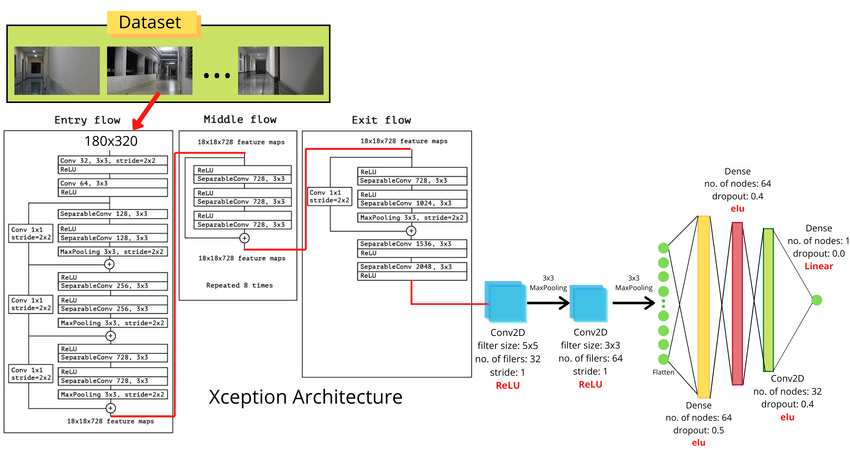 Dataset
Entry flow
180x320
Conv 32, 3x3, stride=2x2
ReLU
Conv 64, 3x3
ReLU
Conv 1x1
stride=2x2
SeparableConv 128, 3x3
ReLU
SeparableConv 128, 3x3
MaxPooling 3x3, stride=2x2
+
Conv 1x1
stride=2x2
ReLU
SeparableConv 256, 3x3
ReLU
SeparableConv 256, 3x3
MaxPooling 3x3, stride=2x2
+
Conv 1x1
stride=2x2
ReLU
SeparableConv 728, 3x3
ReLU
SeparableConv 728, 3x3
MaxPooling 3x3, stride=2x2
+
18x18x728 feature maps
Middle flow
18x18x728 feature maps
ReLU
SeparableConv 728, 3x3
ReLU
SeparableConv 728, 3x3
ReLU
SeparableConv 728, 3x3
+
18x18x728 feature maps
Repeated 8 times
Exit flow
18x18x728 feature maps
Conv 1x1
stride=2x2
ReLU
SeparableConv 728, 3x3
ReLU
SeparableConv 1024, 3x3
MaxPooling 3x3, stride=2x2
+
SeparableConv 1536, 3x3
ReLU
SeparableConv 2048, 3x3
ReLU
Xception Architecture
Conv2D
filter size: 5x5
no. of filers: 32
stride: 1
ReLU
3x3
MaxPooling
Conv2D
filter size: 3x3
no. of filers: 64
stride: 1
ReLU
3x3
MaxPooling
Flatten
Dense
no. of nodes: 64
dropout: 0.5
elu
Dense
no. of nodes: 64
dropout: 0.4
elu
Conv2D
no. of nodes: 32
dropout: 0.4
elu
Dense
no. of nodes: 1
dropout: 0.0
Linear